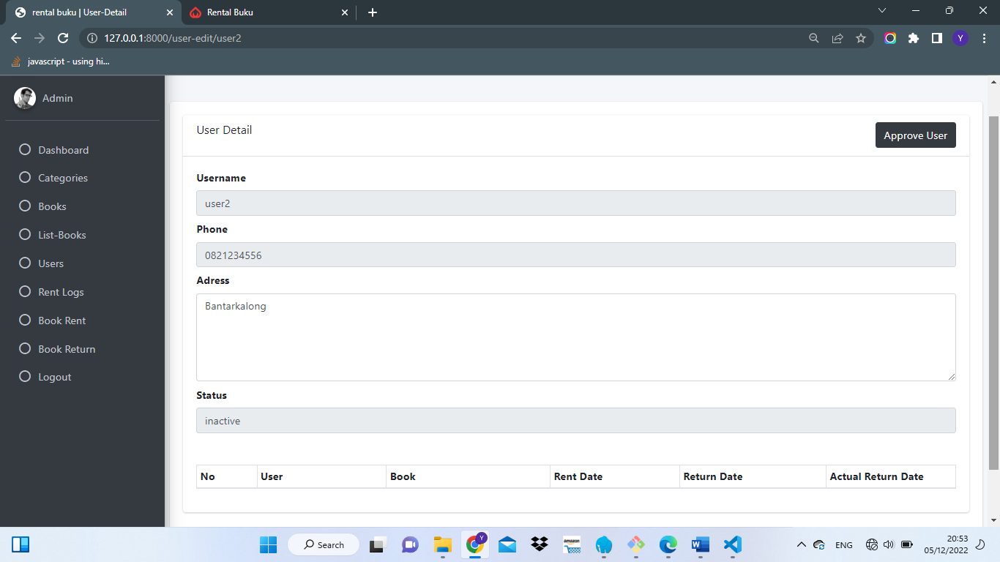 rental buku | User-Detail
Rental Buku
127.0.0.1:8000/user-edit/user2
Y
javascript - using hi...
Admin
Dashboard
Categories
Books
List-Books
Users
Rent Logs
Book Rent
Book Return
Logout
User Detail
Approve User
Username
user2
Phone
0821234556
Adress
Bantarkalong
Status
inactive
No User Book Rent Date Return Date Actual Return Date
Search
Y
amazon
W
ENG
20:53
05/12/2022